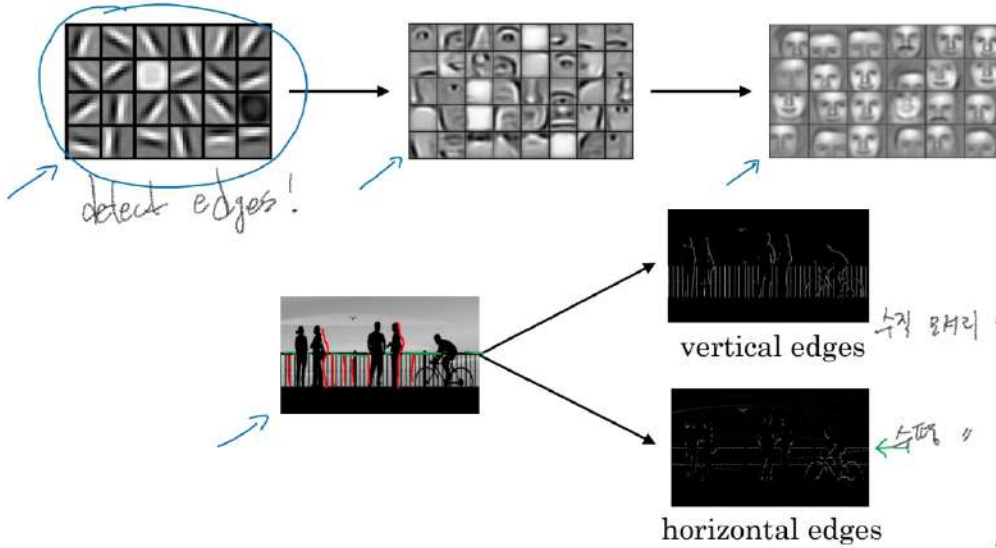 detect edges!
vertical edges
수직 모서리
수평 〃
horizontal edges